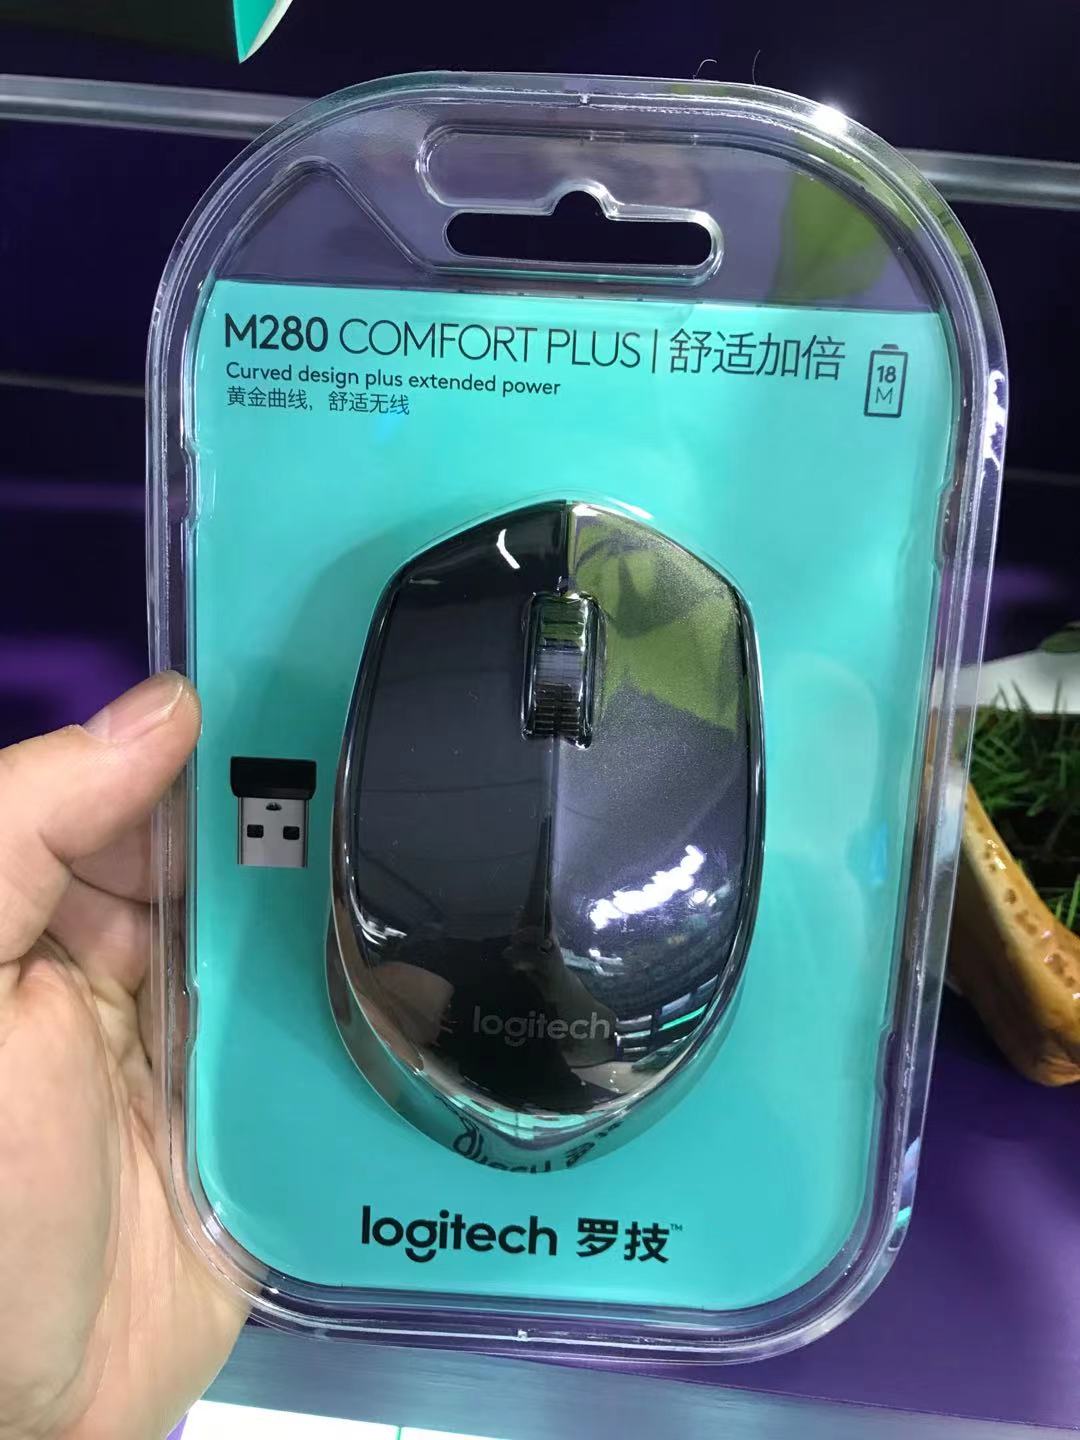 M280 COMFORT PLUS | 舒适加倍
Curved design plus extended power
黄金曲线，舒适无线
18
M
logitech
logitech 罗技™